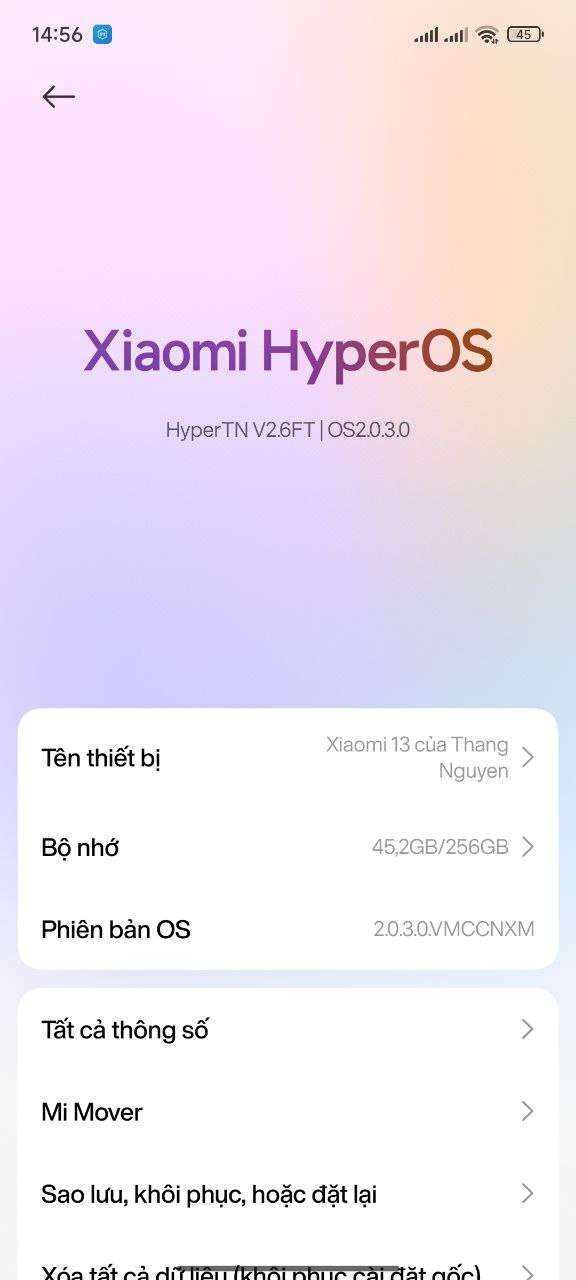 14:56
45
Xiaomi HyperOS
HyperTN V2.6FT | OS2.0.3.0
Tên thiết bị
Xiaomi 13 của Thang
Nguyen
Bộ nhớ
45,2GB/256GB
Phiên bản OS
2.0.3.0.VMCCNXM
Tất cả thông số
Mi Mover
Sao lưu, khôi phục, hoặc đặt lại
Xóa tất cả dữ liệu (khôi phục cài đặt gốc)